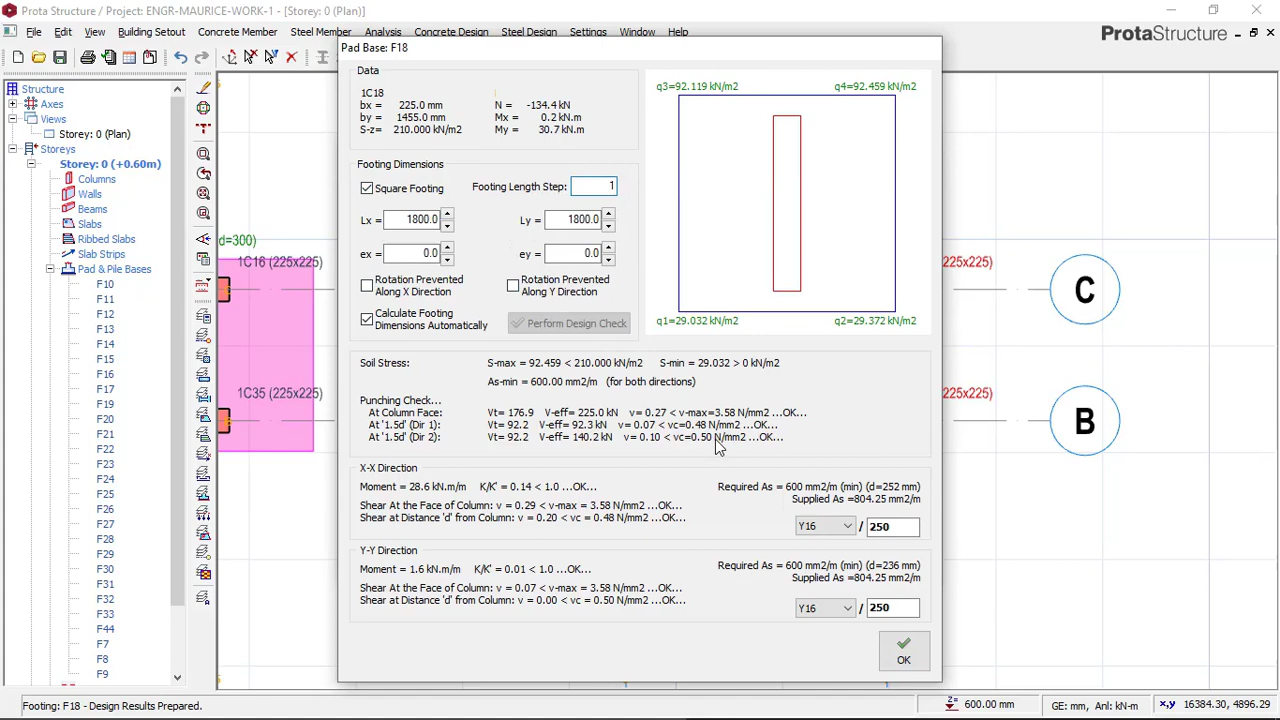 Prota Structure / Project: ENGR-MAURICE-WORK-1 - [Storey: 0 (Plan)]
File Edit View Building Setout Concrete Member Steel Member Analysis Concrete Design Steel Design Settings Window Help
ProtaStructure
Structure
Axes
Views
Storey: 0 (Plan)
Storeys
Storey: 0 (+0.60m)
Columns
Walls
Beams
Slabs
Ribbed Slabs
Slab Strips
Pad & Pile Bases
F10
F11
F12
F13
F14
F15
F16
F17
F18
F19
F20
F21
F22
F23
F24
F25
F26
F27
F28
F29
F30
F31
F32
F33
F44
F7
F8
F9
d=300)
1C16 (225x225)
1C35 (225x225)
Pad Base: F18
Data
1C18
bx = 225.0 mm N = -134.4 kN
by = 1455.0 mm Mx = 0.2 kN.m
S-z= 210.000 kN/m2 My = 30.7 kN.m
Footing Dimensions
Square Footing Footing Length Step: 1
Lx = 1800.0 Ly = 1800.0
ex = 0.0 ey = 0.0
Rotation Prevented Along X Direction
Rotation Prevented Along Y Direction
Calculate Footing Dimensions Automatically
Perform Design Check
q3=92.119 kN/m2 q4=92.459 kN/m2
q1=29.032 kN/m2 q2=29.372 kN/m2
Soil Stress: S-max = 92.459 < 210.000 kN/m2 S-min = 29.032 > 0 kN/m2
As-min = 600.00 mm2/m (for both directions)
Punching Check...
At Column Face: Vt= 176.9 V-eff= 225.0 kN v= 0.27 < v-max=3.58 N/mm2 ...OK...
At '1.5d' (Dir 1): Vt= 92.2 V-eff= 92.3 kN v= 0.07 < vc=0.48 N/mm2 ...OK...
At '1.5d' (Dir 2): Vt= 92.2 V-eff= 140.2 kN v= 0.10 < vc=0.50 N/mm2 ...OK...
X-X Direction
Moment = 28.6 kN.m/m K/K' = 0.14 < 1.0 ...OK...
Required As = 600 mm2/m (min) (d=252 mm)
Supplied As =804.25 mm2/m
Shear At the Face of Column: v = 0.29 < v-max = 3.58 N/mm2 ...OK...
Shear at Distance 'd' from Column: v = 0.20 < vc = 0.48 N/mm2 ...OK...
Y16 / 250
Y-Y Direction
Moment = 1.6 kN.m/m K/K' = 0.01 < 1.0 ...OK...
Required As = 600 mm2/m (min) (d=236 mm)
Supplied As =804.25 mm2/m
Shear At the Face of Column: v = 0.07 < v-max = 3.58 N/mm2 ...OK...
Shear at Distance 'd' from Column: v = 0.00 < vc = 0.50 N/mm2 ...OK...
Y16 / 250
OK
225x225)
C
225x225)
B
Footing: F18 - Design Results Prepared.
Z= 600.00 mm GE: mm, Anl: kN-m x,y 16384.30, 4896.29